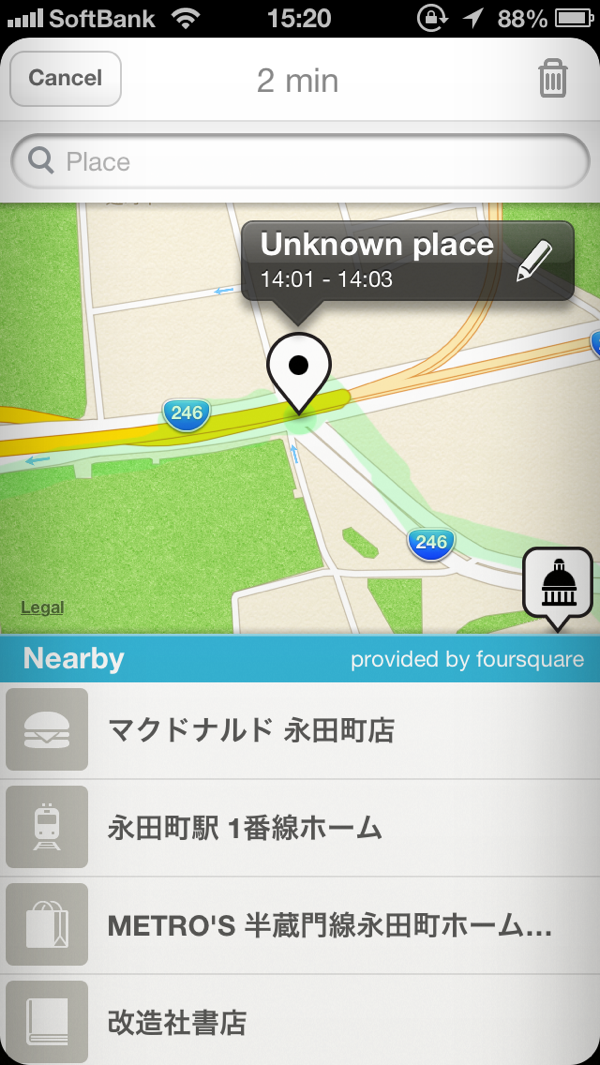 SoftBank 15:20 88%
Cancel 2 min
Place
Unknown place
14:01 - 14:03
246
246
Legal
Nearby provided by foursquare
マクドナルド 永田町店
永田町駅 1番線ホーム
METRO'S 半蔵門線永田町ホーム...
改造社書店